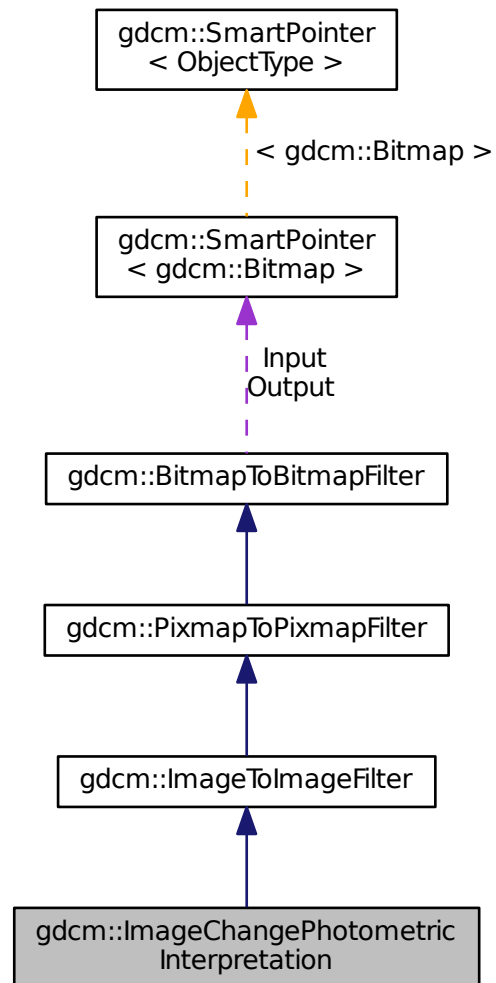 gdcm::SmartPointer
< ObjectType >
< gdcm::Bitmap >
gdcm::SmartPointer
< gdcm::Bitmap >
Input
Output
gdcm::BitmapToBitmapFilter
gdcm::PixmapToPixmapFilter
gdcm::ImageToImageFilter
gdcm::ImageChangePhotometric
Interpretation